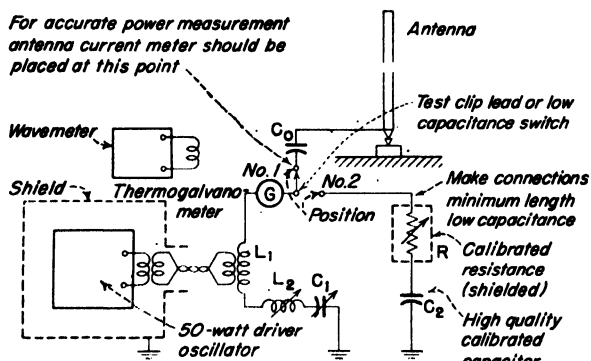 For accurate power measurement
antenna current meter should be
placed at this point
Antenna
Test clip lead or low
capacitance switch
Wavemeter
C0
No. 1
No.2
Shield
Thermogalvano-
meter
G
Position
Make connections
minimum length
low capacitance
L1
R
Calibrated
resistance
(shielded)
L2
C1
C2
50-watt driver
oscillator
High quality
calibrated
capacitor